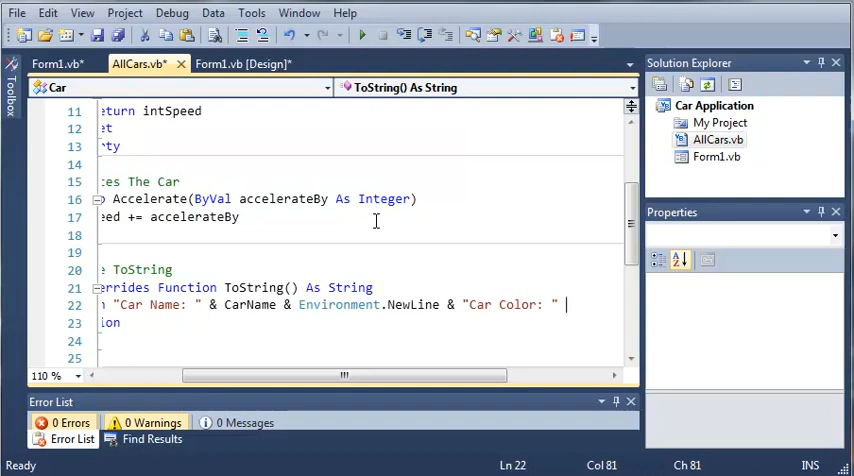 File Edit View Project Debug Data Tools Window Help
Form1.vb* AllCars.vb* Form1.vb [Design]*
Car ToString() As String
11 eturn intSpeed
12 et
13 rty
14
15 ces The Car
16 Accelerate(ByVal accelerateBy As Integer)
17 eed += accelerateBy
18
19
20 e ToString
21 errides Function ToString() As String
22 n "Car Name: " & CarName & Environment.NewLine & "Car Color: "
23 ction
24
25
110 %
Toolbox
Error List
0 Errors 0 Warnings 0 Messages
Error List Find Results
Solution Explorer
Car Application
My Project
AllCars.vb
Form1.vb
Properties
Ready Ln 22 Col 81 Ch 81 INS